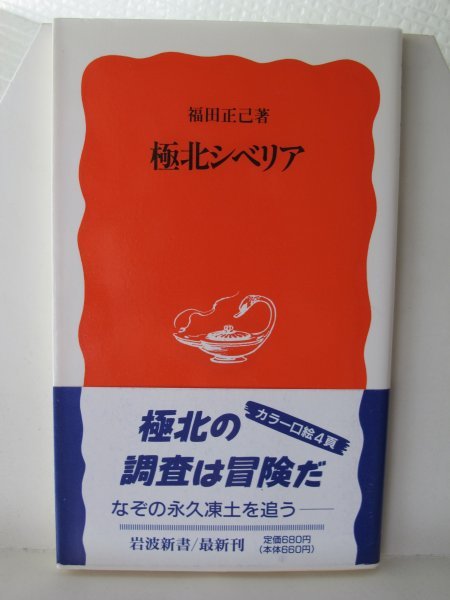 福田正己著
極北シベリア
極北の
調査は冒険だ
カラー口絵4頁
なぞの永久凍土を追う――
岩波新書/最新刊
定価680円
(本体660円)